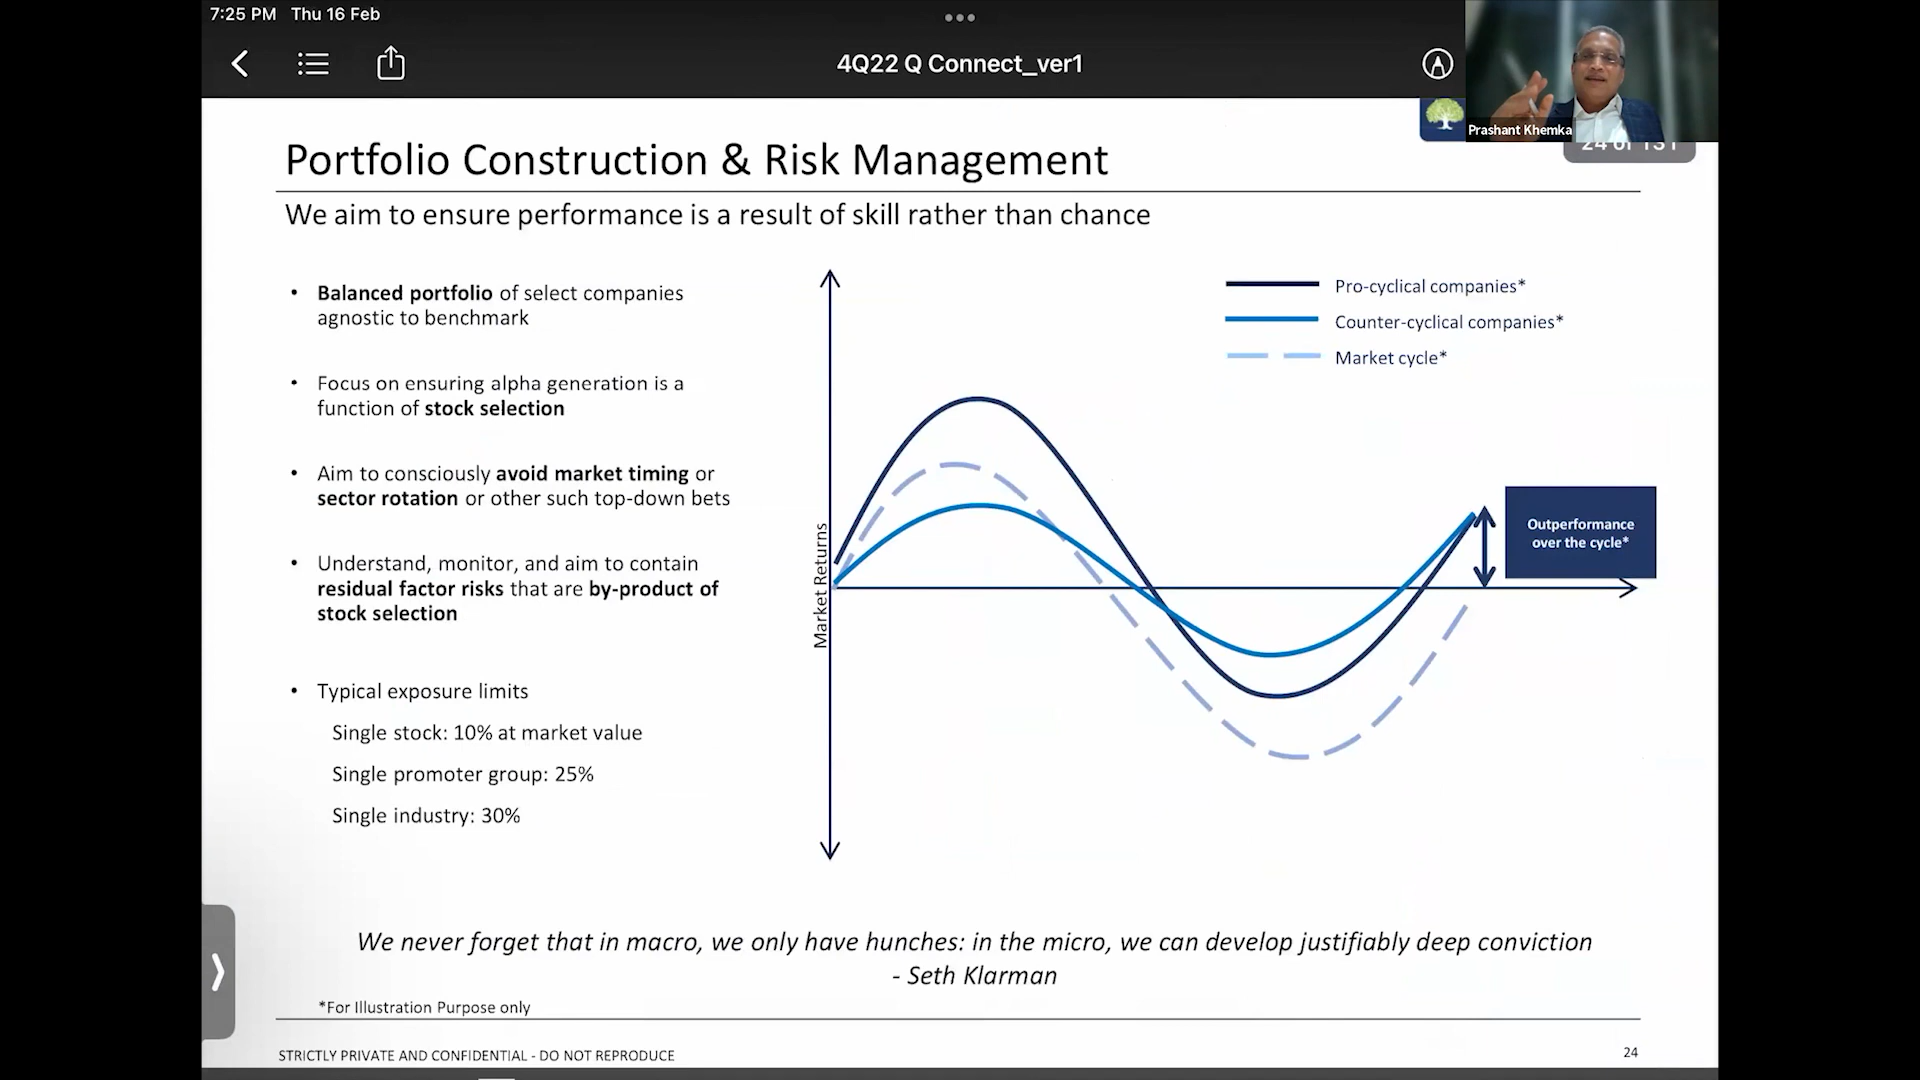 7:25 PM Thu 16 Feb
4Q22 Q Connect_ver1
Prashant Khemka
24 of 131
Portfolio Construction & Risk Management
We aim to ensure performance is a result of skill rather than chance
• Balanced portfolio of select companies
agnostic to benchmark
• Focus on ensuring alpha generation is a
function of stock selection
• Aim to consciously avoid market timing or
sector rotation or other such top-down bets
• Understand, monitor, and aim to contain
residual factor risks that are by-product of
stock selection
• Typical exposure limits
Single stock: 10% at market value
Single promoter group: 25%
Single industry: 30%
Market Returns
Pro-cyclical companies*
Counter-cyclical companies*
Market cycle*
Outperformance
over the cycle*
We never forget that in macro, we only have hunches: in the micro, we can develop justifiably deep conviction
- Seth Klarman
*For Illustration Purpose only
STRICTLY PRIVATE AND CONFIDENTIAL - DO NOT REPRODUCE
24